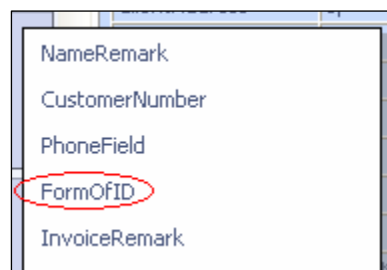 NameRemark
CustomerNumber
PhoneField
FormOfID
InvoiceRemark